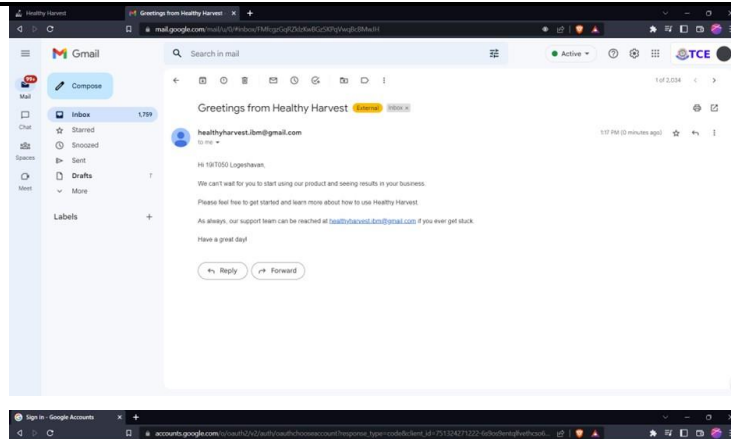 Healthy Harvest
Greetings from Healthy Harvest
mail.google.com/mail/u/0/#inbox/
Gmail
Search in mail
Active
TCE
99+
Mail
Compose
1 of 2,034
Inbox 1,759
Greetings from Healthy Harvest External Inbox x
Chat
Starred
Snoozed
healthyharvest.ibm@gmail.com
1:17 PM (0 minutes ago)
to me
Spaces
Sent
Drafts
Hi 19IT050 Logeshavan,
Meet
More
We can't wait for you to start using our product and seeing results in your business.
Please feel free to get started and learn more about how to use Healthy Harvest.
Labels
As always, our support team can be reached at healthyharvest.ibm@gmail.com if you ever get stuck.
Have a great day!
Reply Forward
Sign in - Google Accounts